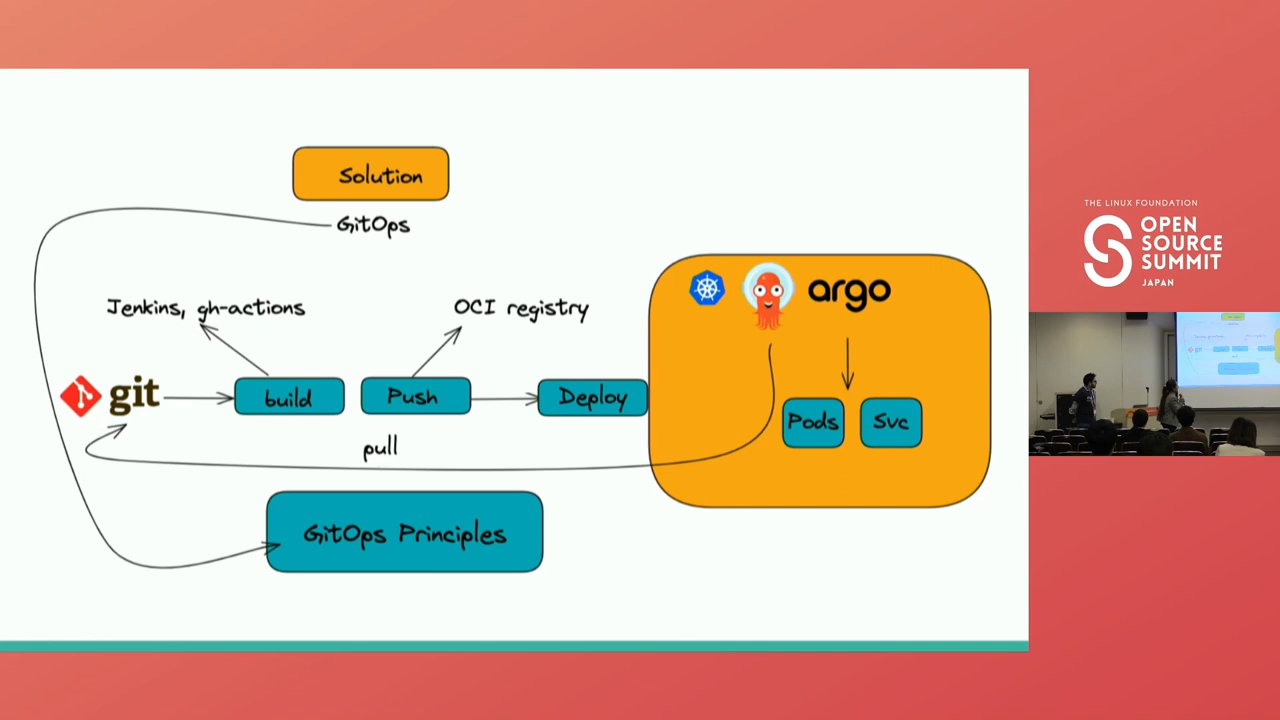 Solution
GitOps
Jenkins, gh-actions
OCI registry
argo
git
build
Push
Deploy
Pods
Svc
pull
GitOps Principles
THE LINUX FOUNDATION
OPEN
SOURCE
SUMMIT
JAPAN